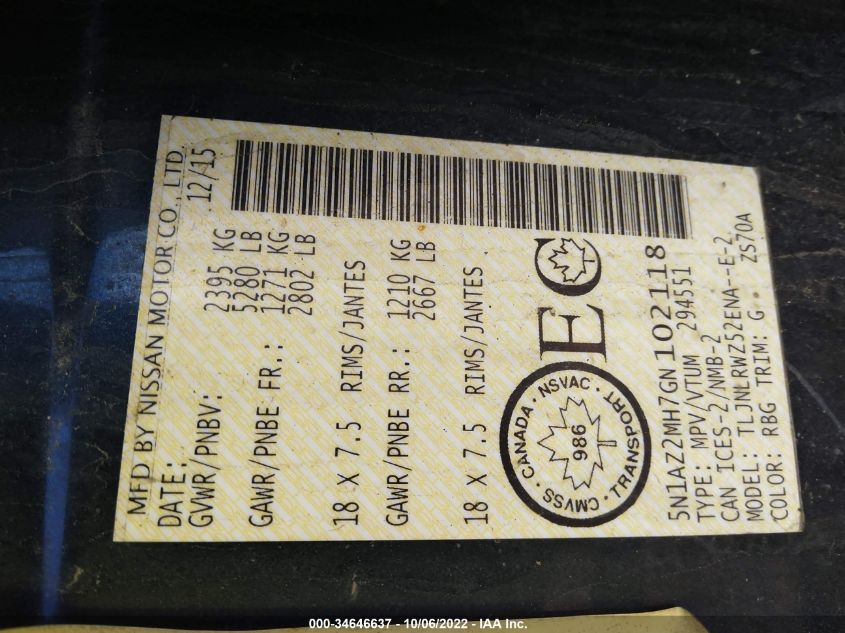 MFD BY NISSAN MOTOR CO., LTD
DATE: 12/15
GVWR/PNBV: 2395 KG
5280 LB
GAWR/PNBE FR.: 1271 KG
2802 LB
18 X 7.5 RIMS/JANTES
GAWR/PNBE RR.: 1210 KG
2667 LB
18 X 7.5 RIMS/JANTES
CANADA · NSVAC · TRANSPORT · CMVSS ·
986
EC
T
5N1AZ2MH7GN102118
TYPE: MPV/VTUM 294551
CAN ICES-2/NMB-2
MODEL: TLJNLRWZ52ENA--E-2
COLOR: RBG TRIM: G ZS70A
000-34646637 - 10/06/2022 - IAA Inc.